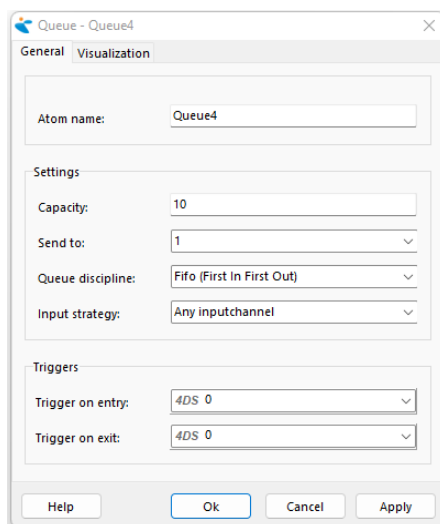 Queue - Queue4
General Visualization
Atom name: Queue4
Settings
Capacity: 10
Send to: 1
Queue discipline: Fifo (First In First Out)
Input strategy: Any inputchannel
Triggers
Trigger on entry: 4DS 0
Trigger on exit: 4DS 0
Help Ok Cancel Apply